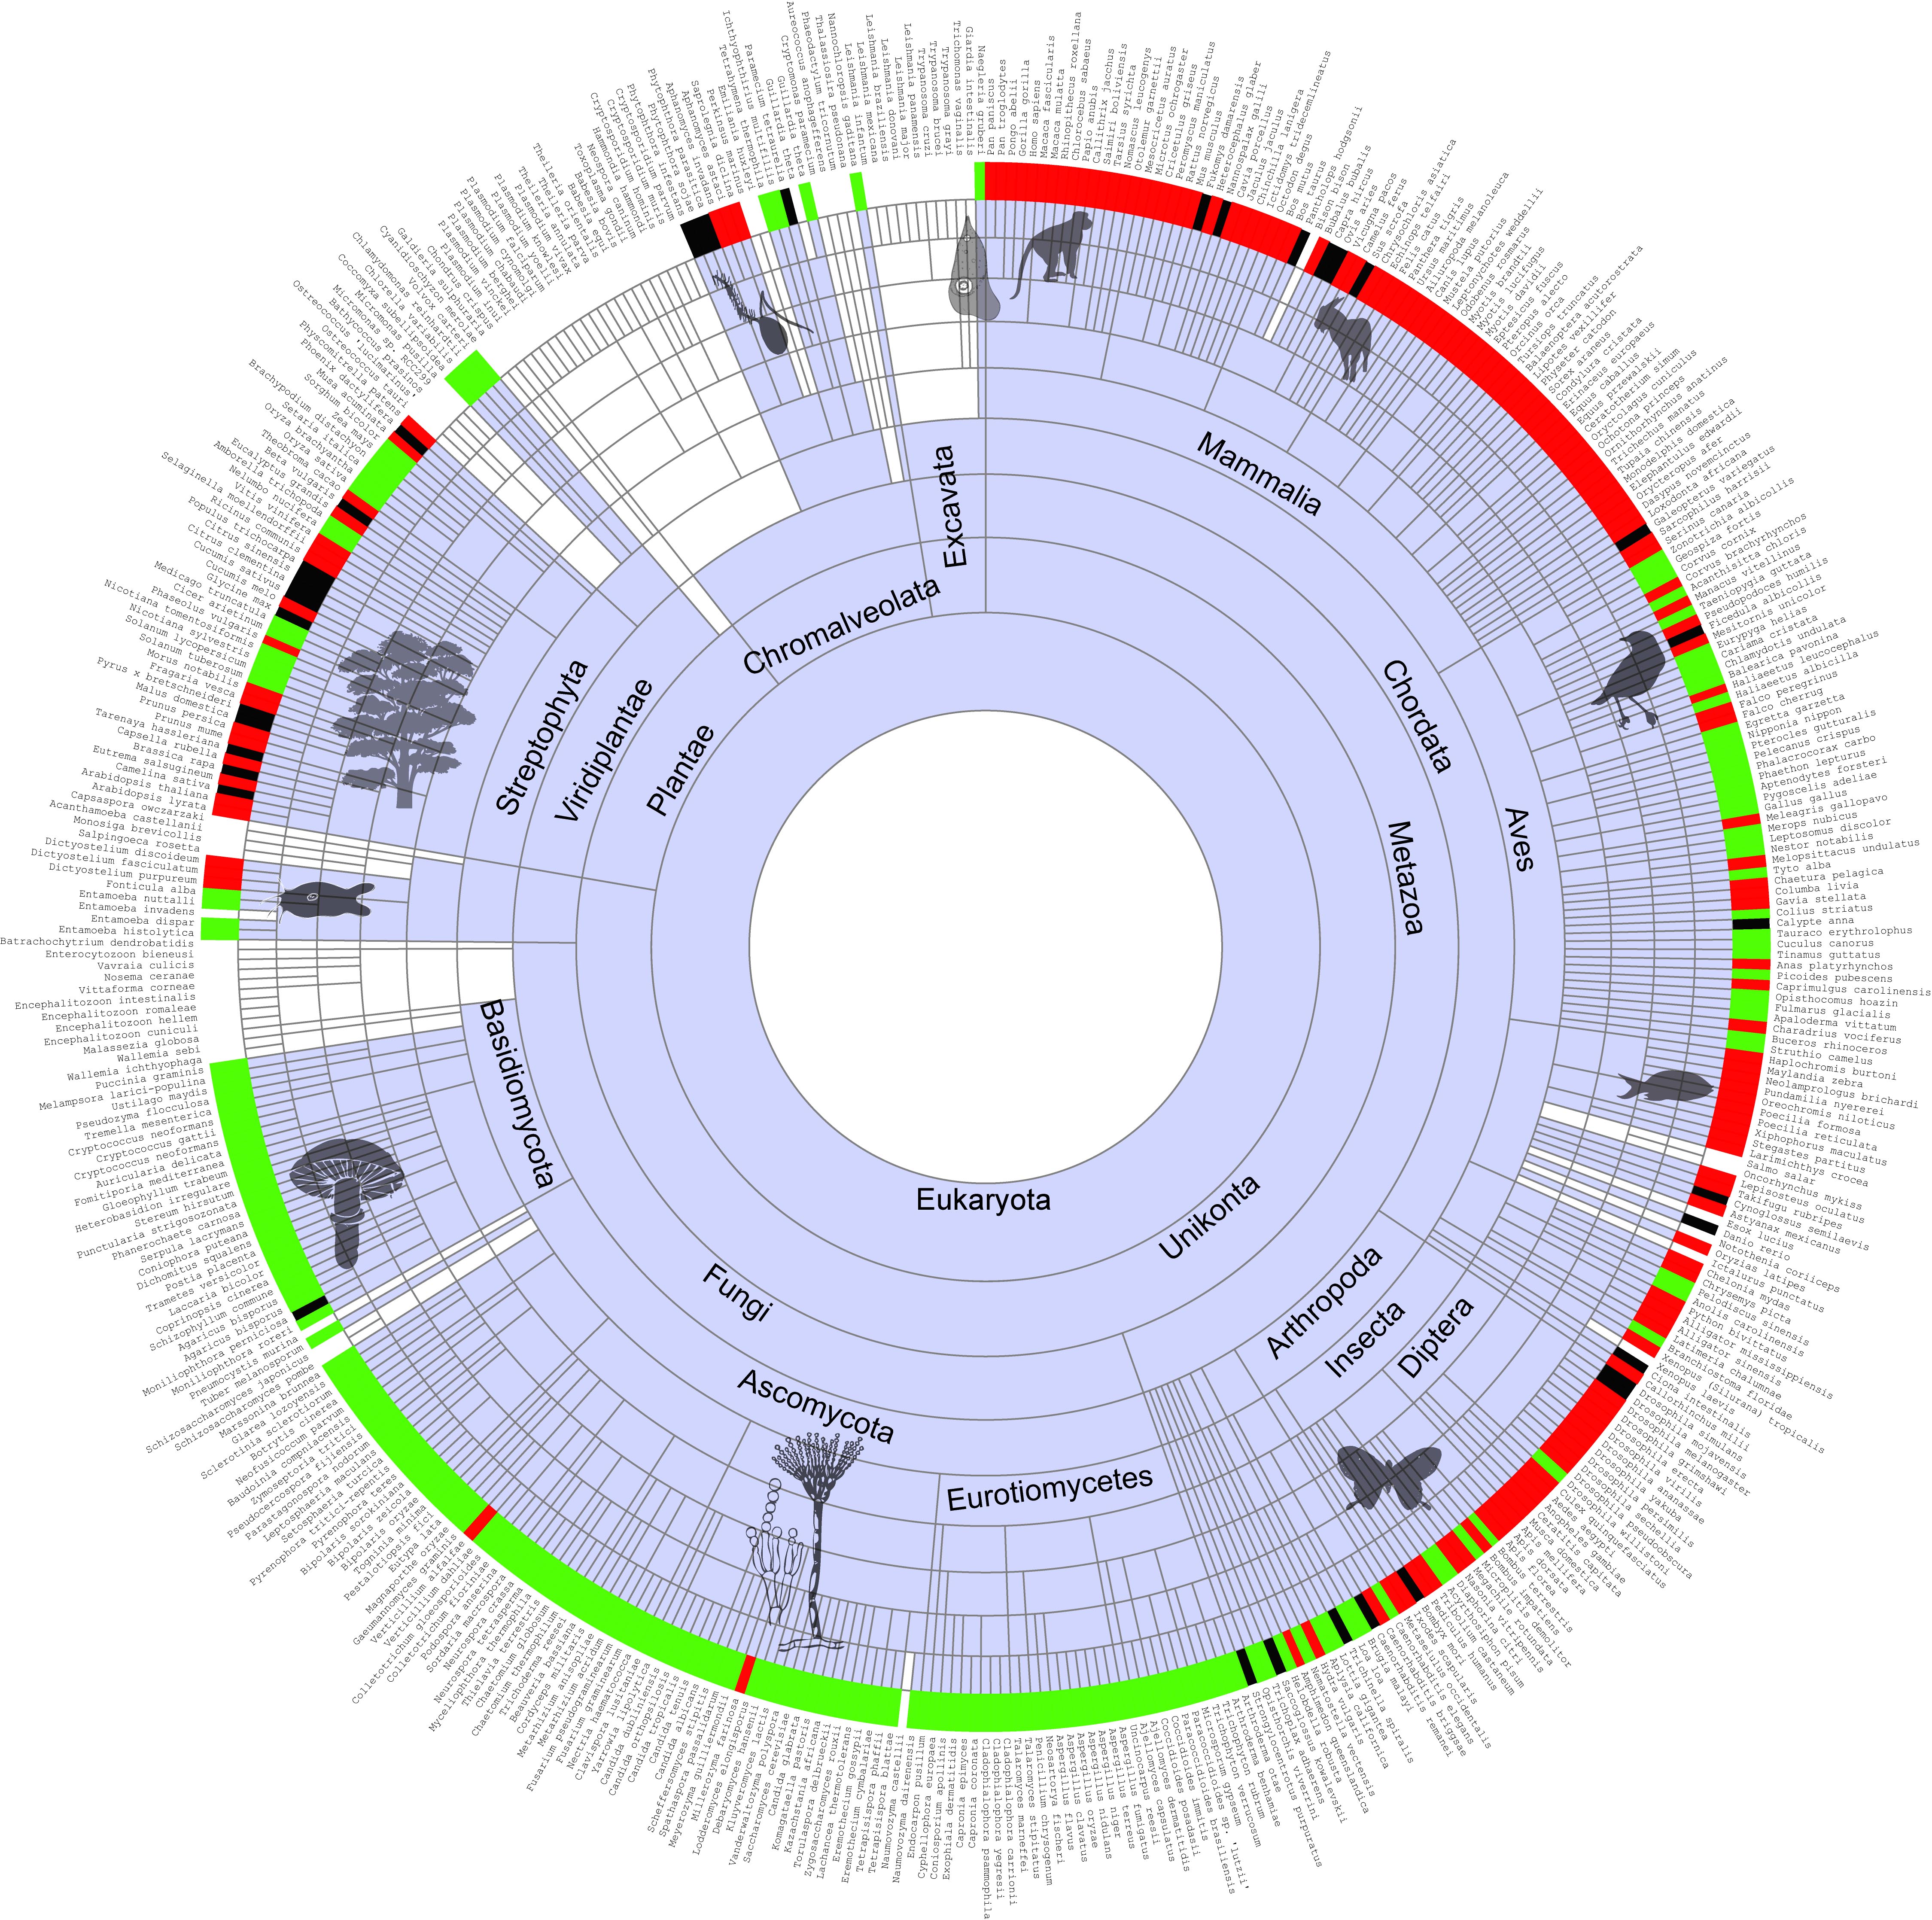 Eukaryota
Unikonta
Plantae
Chromalveolata
Excavata
Viridiplantae
Streptophyta
Metazoa
Chordata
Mammalia
Aves
Arthropoda
Insecta
Diptera
Fungi
Basidiomycota
Ascomycota
Eurotiomycetes
Naegleria gruberi
Pan paniscus
Pan troglodytes
Pongo abelii
Gorilla gorilla
Homo sapiens
Macaca fascicularis
Macaca mulatta
Rhinopithecus roxellana
Chlorocebus sabaeus
Papio anubis
Callithrix jacchus
Saimiri boliviensis
Tarsius syrichta
Nomascus leucogenys
Otolemur garnettii
Mesocricetus auratus
Microtus ochrogaster
Cricetulus griseus
Peromyscus maniculatus
Rattus norvegicus
Mus musculus
Fukomys damarensis
Heterocephalus glaber
Nannospalax galili
Cavia porcellus
Jaculus jaculus
Chinchilla lanigera
Ictidomys tridecemlineatus
Octodon degus
Bos mutus
Bos taurus
Pantholops hodgsonii
Bison bison
Bubalus bubalis
Capra hircus
Ovis aries
Vicugna pacos
Camelus ferus
Sus scrofa
Chrysochloris asiatica
Echinops telfairi
Felis catus
Panthera tigris
Ursus maritimus
Ailuropoda melanoleuca
Canis lupus
Mustela putorius
Leptonychotes weddellii
Odobenus rosmarus
Myotis brandtii
Myotis lucifugus
Myotis davidii
Eptesicus fuscus
Pteropus alecto
Orcinus orca
Tursiops truncatus
Balaenoptera acutorostrata
Lipotes vexillifer
Physeter catodon
Sorex araneus
Condylura cristata
Erinaceus europaeus
Equus caballus
Equus przewalskii
Ceratotherium simum
Oryctolagus cuniculus
Ochotona princeps
Ornithorhynchus anatinus
Trichechus manatus
Tupaia chinensis
Monodelphis domestica
Elephantulus edwardii
Orycteropus afer
Dasypus novemcinctus
Loxodonta africana
Galeopterus variegatus
Sarcophilus harrisii
Serinus canaria
Zonotrichia albicollis
Geospiza fortis
Corvus cornix
Corvus brachyrhynchos
Acanthisitta chloris
Manacus vitellinus
Taeniopygia guttata
Pseudopodoces humilis
Ficedula albicollis
Mesitornis unicolor
Eurypyga helias
Cariama cristata
Chlamydotis undulata
Balearica pavonina
Haliaeetus leucocephalus
Haliaeetus albicilla
Falco peregrinus
Falco cherrug
Egretta garzetta
Nipponia nippon
Pterocles gutturalis
Pelecanus crispus
Phalacrocorax carbo
Phaethon lepturus
Aptenodytes forsteri
Pygoscelis adeliae
Gallus gallus
Meleagris gallopavo
Merops nubicus
Leptosomus discolor
Nestor notabilis
Melopsittacus undulatus
Tyto alba
Chaetura pelagica
Columba livia
Gavia stellata
Colius striatus
Calypte anna
Tauraco erythrolophus
Cuculus canorus
Tinamus guttatus
Anas platyrhynchos
Picoides pubescens
Caprimulgus carolinensis
Opisthocomus hoazin
Fulmarus glacialis
Apaloderma vittatum
Charadrius vociferus
Buceros rhinoceros
Struthio camelus
Haplochromis burtoni
Maylandia zebra
Neolamprologus brichardi
Pundamilia nyererei
Oreochromis niloticus
Poecilia formosa
Poecilia reticulata
Xiphophorus maculatus
Stegastes partitus
Larimichthys crocea
Salmo salar
Oncorhynchus mykiss
Lepisosteus oculatus
Takifugu rubripes
Cynoglossus semilaevis
Astyanax mexicanus
Esox lucius
Danio rerio
Notothenia coriiceps
Oryzias latipes
Ictalurus punctatus
Chelonia mydas
Chrysemys picta
Pelodiscus sinensis
Anolis carolinensis
Python bivittatus
Alligator mississippiensis
Alligator sinensis
Latimeria chalumnae
Branchiostoma floridae
Xenopus (Silurana) tropicalis
Xenopus laevis
Ciona intestinalis
Callorhinchus milii
Drosophila simulans
Drosophila mojavensis
Drosophila melanogaster
Drosophila grimshawi
Drosophila virilis
Drosophila erecta
Drosophila ananassae
Drosophila yakuba
Drosophila sechellia
Drosophila persimilis
Drosophila pseudoobscura
Drosophila willistoni
Culex quinquefasciatus
Aedes aegypti
Anopheles gambiae
Ceratitis capitata
Musca domestica
Apis mellifera
Apis dorsata
Apis florea
Bombus terrestris
Bombus impatiens
Microplitis demolitor
Megachile rotundata
Nasonia vitripennis
Diaphorina citri
Acyrthosiphon pisum
Tribolium castaneum
Pediculus humanus
Bombyx mori
Ixodes scapularis
Metaseiulus occidentalis
Caenorhabditis elegans
Caenorhabditis briggsae
Caenorhabditis remanei
Brugia malayi
Loa loa
Trichinella spiralis
Lottia gigantea
Aplysia californica
Hydra vulgaris
Nematostella vectensis
Amphimedon queenslandica
Helobdella robusta
Saccoglossus kowalevskii
Trichoplax adhaerens
Opisthorchis viverrini
Strongylocentrotus purpuratus
Arthroderma otae
Arthroderma benhamiae
Trichophyton rubrum
Trichophyton verrucosum
Microsporum gypseum
Paracoccidioides sp. 'lutzii'
Paracoccidioides brasiliensis
Coccidioides immitis
Coccidioides posadasii
Ajellomyces dermatitidis
Ajellomyces capsulatus
Uncinocarpus reesii
Aspergillus fumigatus
Aspergillus terreus
Aspergillus niger
Aspergillus nidulans
Aspergillus oryzae
Aspergillus clavatus
Aspergillus flavus
Neosartorya fischeri
Penicillium chrysogenum
Talaromyces stipitatus
Talaromyces marneffei
Cladophialophora carrionii
Cladophialophora yegresii
Cladophialophora psammophila
Capronia coronata
Capronia epimyces
Exophiala dermatitidis
Coniosporium apollinis
Cyphellophora europaea
Endocarpon pusillum
Naumovozyma dairenensis
Naumovozyma castellii
Tetrapisispora blattae
Tetrapisispora phaffii
Eremothecium cymbalariae
Eremothecium gossypii
Lachancea thermotolerans
Zygosaccharomyces rouxii
Torulaspora delbrueckii
Kazachstania africana
Komagataella pastoris
Candida glabrata
Saccharomyces cerevisiae
Vanderwaltozyma polyspora
Kluyveromyces lactis
Debaryomyces hansenii
Lodderomyces elongisporus
Millerozyma farinosa
Meyerozyma guilliermondii
Spathaspora passalidarum
Scheffersomyces stipitis
Candida albicans
Candida tenuis
Candida tropicalis
Candida orthopsilosis
Candida dubliniensis
Yarrowia lipolytica
Clavispora lusitaniae
Nectria haematococca
Fusarium graminearum
Fusarium pseudograminearum
Metarhizium acridum
Metarhizium anisopliae
Cordyceps militaris
Beauveria bassiana
Trichoderma reesei
Chaetomium thermophilum
Chaetomium globosum
Thielavia terrestris
Myceliophthora thermophila
Neurospora tetrasperma
Neurospora crassa
Sordaria macrospora
Podospora anserina
Colletotrichum fioriniae
Colletotrichum gloeosporioides
Verticillium dahliae
Verticillium alfalfae
Gaeumannomyces graminis
Magnaporthe oryzae
Eutypa lata
Pestalotiopsis fici
Togninia minima
Bipolaris oryzae
Bipolaris zeicola
Bipolaris sorokiniana
Pyrenophora teres
Pyrenophora tritici-repentis
Setosphaeria turcica
Leptosphaeria maculans
Parastagonospora nodorum
Pseudocercospora fijiensis
Zymoseptoria tritici
Baudoinia compniacensis
Neofusicoccum parvum
Botrytis cinerea
Sclerotinia sclerotiorum
Glarea lozoyensis
Marssonina brunnea
Schizosaccharomyces pombe
Schizosaccharomyces japonicus
Tuber melanosporum
Pneumocystis murina
Moniliophthora roreri
Moniliophthora perniciosa
Agaricus bisporus
Schizophyllum commune
Coprinopsis cinerea
Laccaria bicolor
Trametes versicolor
Postia placenta
Dichomitus squalens
Coniophora puteana
Serpula lacrymans
Phanerochaete carnosa
Punctularia strigosozonata
Stereum hirsutum
Heterobasidion irregulare
Gloeophyllum trabeum
Fomitiporia mediterranea
Auricularia delicata
Cryptococcus neoformans
Cryptococcus gattii
Cryptococcus neoformans
Tremella mesenterica
Pseudozyma flocculosa
Ustilago maydis
Melampsora larici-populina
Puccinia graminis
Wallemia ichthyophaga
Wallemia sebi
Malassezia globosa
Encephalitozoon cuniculi
Encephalitozoon hellem
Encephalitozoon romaleae
Encephalitozoon intestinalis
Vittaforma corneae
Nosema ceranae
Vavraia culicis
Enterocytozoon bieneusi
Batrachochytrium dendrobatidis
Entamoeba histolytica
Entamoeba dispar
Entamoeba invadens
Entamoeba nuttalli
Fonticula alba
Dictyostelium purpureum
Dictyostelium fasciculatum
Dictyostelium discoideum
Salpingoeca rosetta
Monosiga brevicollis
Acanthamoeba castellanii
Capsaspora owczarzaki
Arabidopsis lyrata
Arabidopsis thaliana
Camelina sativa
Eutrema salsugineum
Brassica rapa
Capsella rubella
Tarenaya hassleriana
Prunus mume
Prunus persica
Malus domestica
Pyrus x bretschneideri
Fragaria vesca
Morus notabilis
Solanum tuberosum
Solanum lycopersicum
Nicotiana sylvestris
Nicotiana tomentosiformis
Phaseolus vulgaris
Cicer arietinum
Medicago truncatula
Glycine max
Cucumis melo
Cucumis sativus
Citrus clementina
Citrus sinensis
Populus trichocarpa
Ricinus communis
Selaginella moellendorffii
Vitis vinifera
Nelumbo nucifera
Amborella trichopoda
Eucalyptus grandis
Beta vulgaris
Theobroma cacao
Oryza sativa
Oryza brachyantha
Setaria italica
Brachypodium distachyon
Zea mays
Sorghum bicolor
Musa acuminata
Phoenix dactylifera
Physcomitrella patens
Ostreococcus 'lucimarinus'
Ostreococcus tauri
Bathycoccus prasinos
Micromonas sp. RCC299
Micromonas pusilla
Coccomyxa subellipsoidea
Chlorella variabilis
Chlamydomonas reinhardtii
Volvox carteri
Cyanidioschyzon merolae
Galdieria sulphuraria
Chondrus crispus
Plasmodium inui
Plasmodium vinckei
Plasmodium berghei
Plasmodium chabaudi
Plasmodium yoelii
Plasmodium cynomolgi
Plasmodium falciparum
Plasmodium knowlesi
Plasmodium vivax
Theileria annulata
Theileria parva
Theileria orientalis
Babesia equi
Babesia bovis
Toxoplasma gondii
Neospora caninum
Hammondia hammondi
Cryptosporidium hominis
Cryptosporidium muris
Cryptosporidium parvum
Phytophthora infestans
Phytophthora sojae
Phytophthora parasitica
Aphanomyces invadans
Aphanomyces astaci
Saprolegnia diclina
Perkinsus marinus
Emiliania huxleyi
Tetrahymena thermophila
Ichthyophthirius multifiliis
Paramecium tetraurelia
Guillardia theta
Guillardia theta
Cryptomonas paramecium
Aureococcus anophagefferens
Phaeodactylum tricornutum
Thalassiosira pseudonana
Nannochloropsis gaditana
Leishmania infantum
Leishmania mexicana
Leishmania braziliensis
Leishmania donovani
Leishmania major
Leishmania panamensis
Trypanosoma cruzi
Trypanosoma brucei
Trypanosoma grayi
Trichomonas vaginalis
Giardia intestinalis